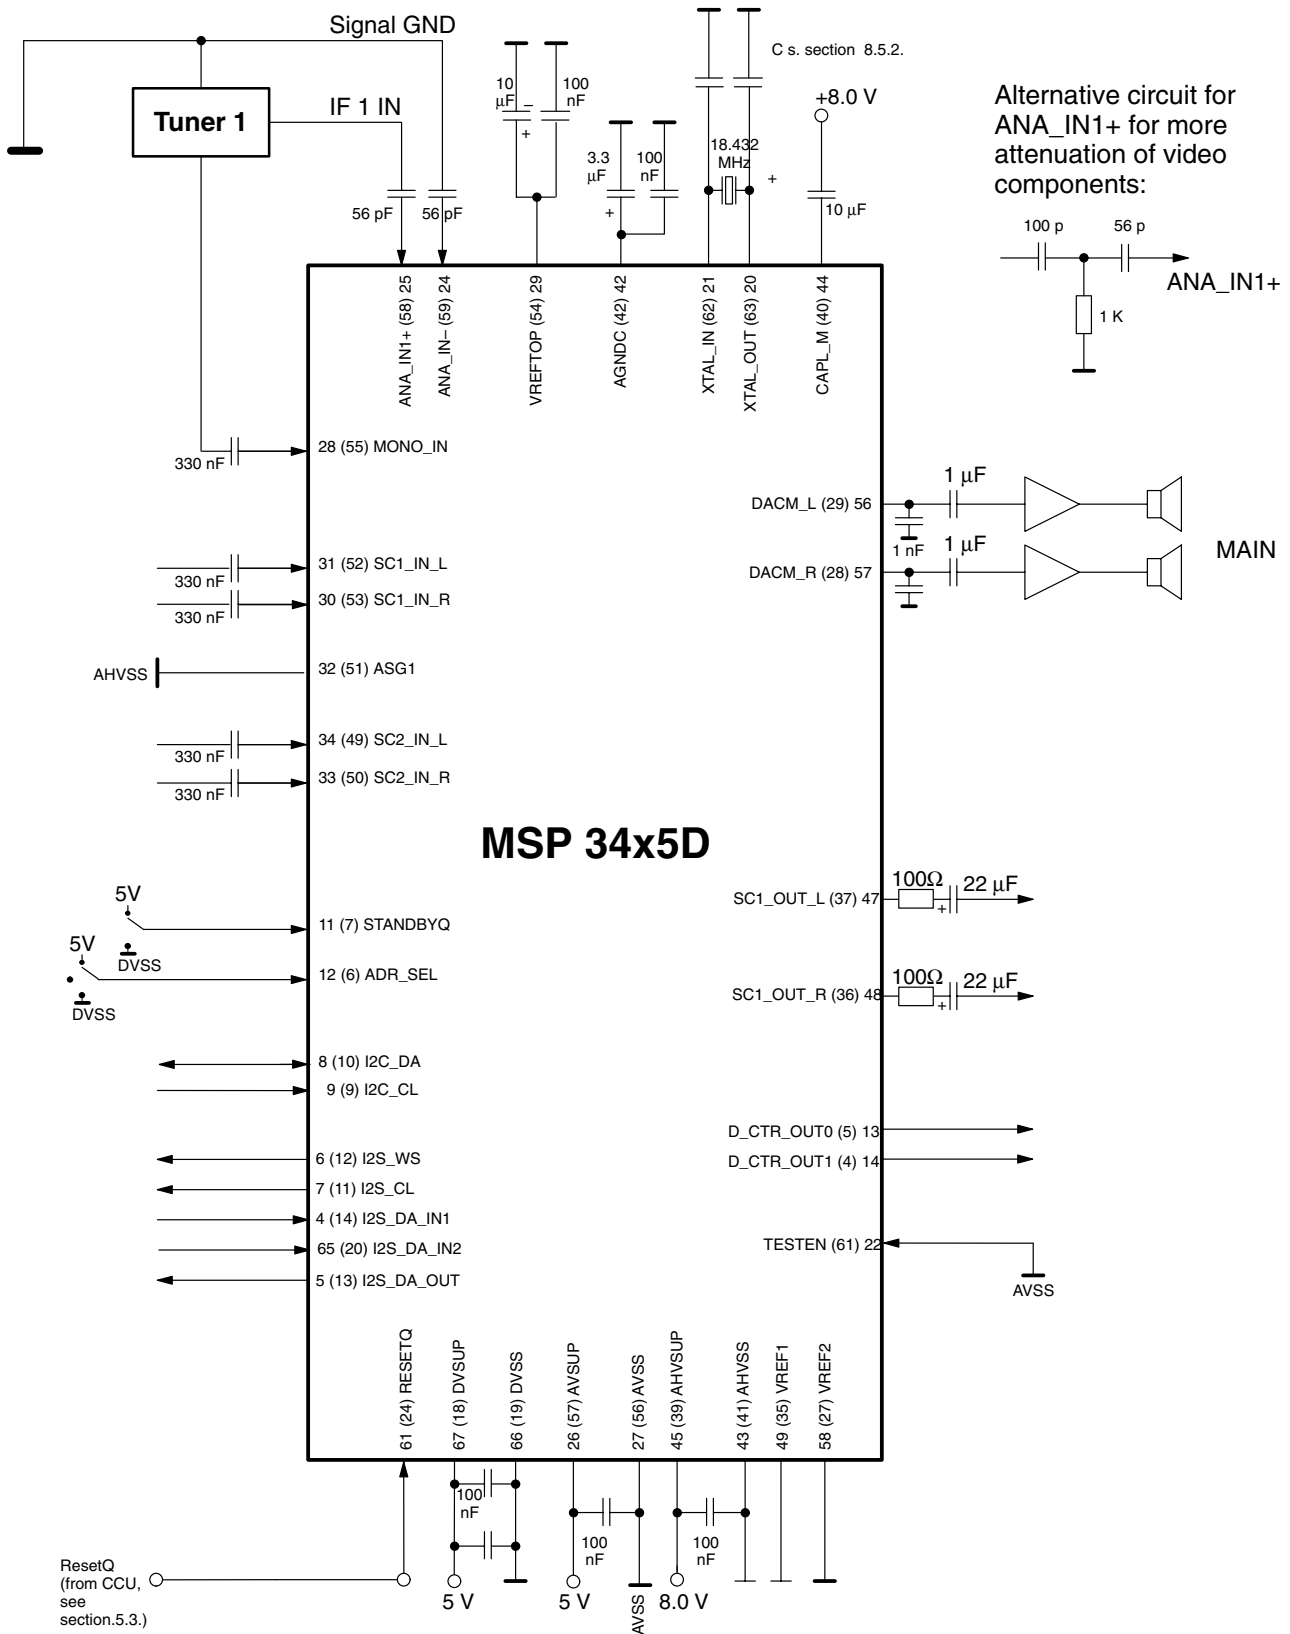 Signal GND
C s. section 8.5.2.
Tuner 1
IF 1 IN
10
μF
–
+
100
nF
+8.0 V
Alternative circuit for
ANA_IN1+ for more
attenuation of video
components:
3.3
μF
+
100
nF
18.432
MHz
+
56 pF
56 pF
10 μF
100 p
56 p
ANA_IN1+
1 K
ANA_IN1+ (58) 25
ANA_IN– (59) 24
VREFTOP (54) 29
AGNDC (42) 42
XTAL_IN (62) 21
XTAL_OUT (63) 20
CAPL_M (40) 44
330 nF
28 (55) MONO_IN
DACM_L (29) 56
1 μF
1 nF
1 μF
DACM_R (28) 57
MAIN
330 nF
31 (52) SC1_IN_L
330 nF
30 (53) SC1_IN_R
AHVSS
32 (51) ASG1
330 nF
34 (49) SC2_IN_L
330 nF
33 (50) SC2_IN_R
MSP 34x5D
SC1_OUT_L (37) 47
100Ω
+
22 μF
5V
11 (7) STANDBYQ
DVSS
5V
12 (6) ADR_SEL
DVSS
SC1_OUT_R (36) 48
100Ω
+
22 μF
8 (10) I2C_DA
9 (9) I2C_CL
D_CTR_OUT0 (5) 13
D_CTR_OUT1 (4) 14
6 (12) I2S_WS
7 (11) I2S_CL
4 (14) I2S_DA_IN1
65 (20) I2S_DA_IN2
5 (13) I2S_DA_OUT
TESTEN (61) 22
AVSS
61 (24) RESETQ
67 (18) DVSUP
66 (19) DVSS
26 (57) AVSUP
27 (56) AVSS
45 (39) AHVSUP
43 (41) AHVSS
49 (35) VREF1
58 (27) VREF2
100
nF
100
nF
100
nF
ResetQ
(from CCU,
see
section.5.3.)
5 V
5 V
AVSS
8.0 V